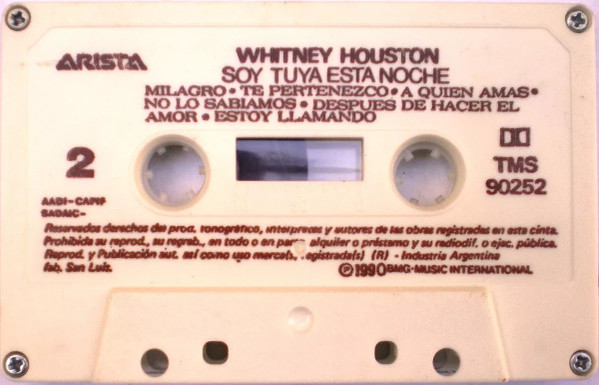 ARISTA
WHITNEY HOUSTON
SOY TUYA ESTA NOCHE
MILAGRO • TE PERTENEZCO • A QUIEN AMAS •
NO LO SABIAMOS • DESPUES DE HACER EL
AMOR • ESTOY LLAMANDO
2
TMS
90252
AADI-CAPIF
SADAIC-
Reservados derechos del prod. fonográfico, interpretes y autores de las obras registradas en esta cinta.
Prohibida su reprod., su regrab., en todo o en parte alquiler o préstamo y su radiodif. o ejec. pública.
Reprod. y Publicación aut. así como uso marca(s) registrada(s) (R) - Industria Argentina
fab. San Luis.
℗1990 BMG-MUSIC INTERNATIONAL